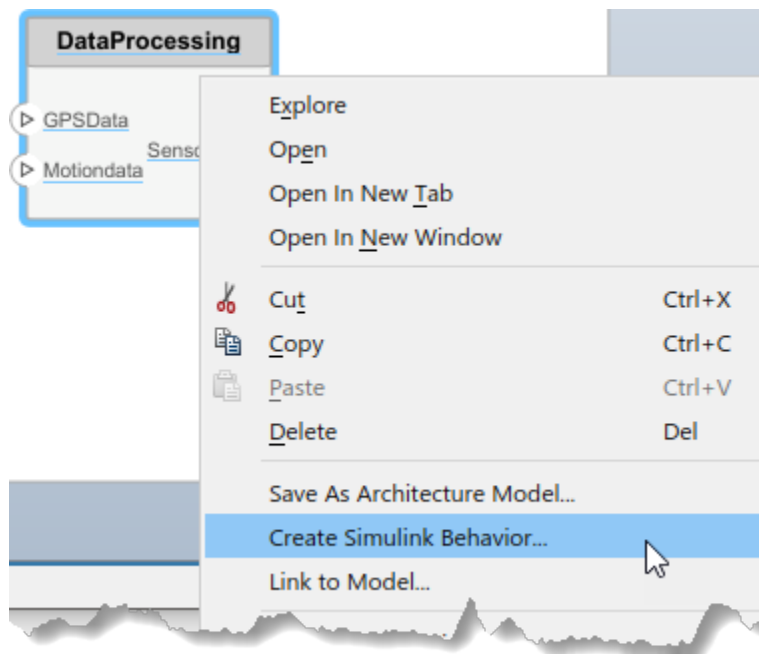 DataProcessing
GPSData
Motiondata
Explore
Open
Open In New Tab
Open In New Window
Cut Ctrl+X
Copy Ctrl+C
Paste Ctrl+V
Delete Del
Save As Architecture Model...
Create Simulink Behavior...
Link to Model...